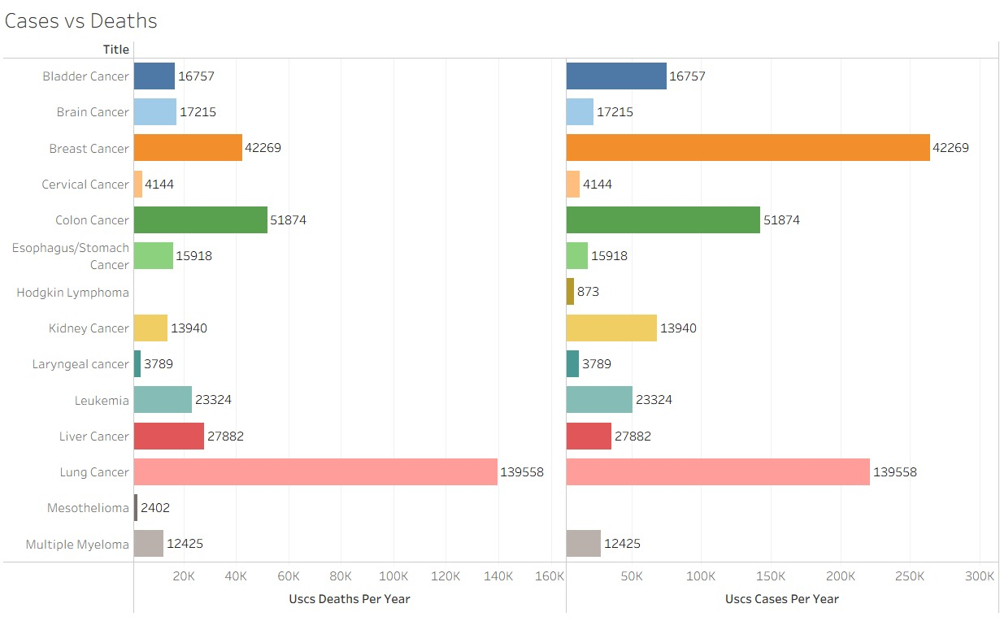 Cases vs Deaths
Title
Bladder Cancer 16757 16757
Brain Cancer 17215 17215
Breast Cancer 42269 42269
Cervical Cancer 4144 4144
Colon Cancer 51874 51874
Esophagus/Stomach
Cancer 15918 15918
Hodgkin Lymphoma 873
Kidney Cancer 13940 13940
Laryngeal cancer 3789 3789
Leukemia 23324 23324
Liver Cancer 27882 27882
Lung Cancer 139558 139558
Mesothelioma 2402
Multiple Myeloma 12425 12425
20K 40K 60K 80K 100K 120K 140K 160K 50K 100K 150K 200K 250K 300K
Uscs Deaths Per Year Uscs Cases Per Year